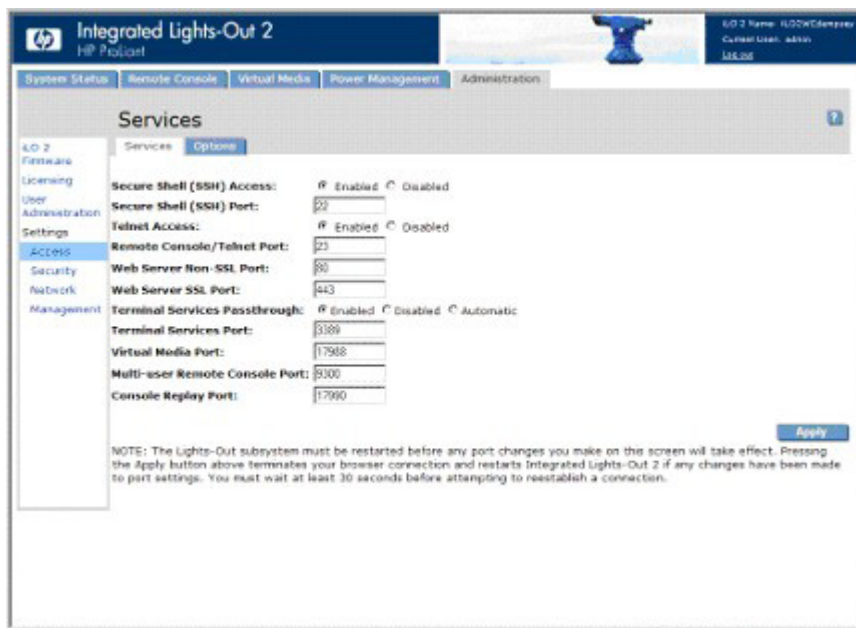 hp
Integrated Lights-Out 2
HP ProLiant
iLO 2 Name:
Current User: admin
Log out
System Status
Remote Console
Virtual Media
Power Management
Administration
Services
?
Services
Options
iLO 2
Firmware
Licensing
User
Administration
Settings
Access
Security
Network
Management
Secure Shell (SSH) Access: Enabled Disabled
Secure Shell (SSH) Port: 22
Telnet Access: Enabled Disabled
Remote Console/Telnet Port: 23
Web Server Non-SSL Port: 80
Web Server SSL Port: 443
Terminal Services Passthrough: Enabled Disabled Automatic
Terminal Services Port: 3389
Virtual Media Port: 17988
Multi-user Remote Console Port: 9300
Console Replay Port: 17990
Apply
NOTE: The Lights-Out subsystem must be restarted before any port changes you make on this screen will take effect. Pressing
the Apply button above terminates your browser connection and restarts Integrated Lights-Out 2 if any changes have been made
to port settings. You must wait at least 30 seconds before attempting to reestablish a connection.